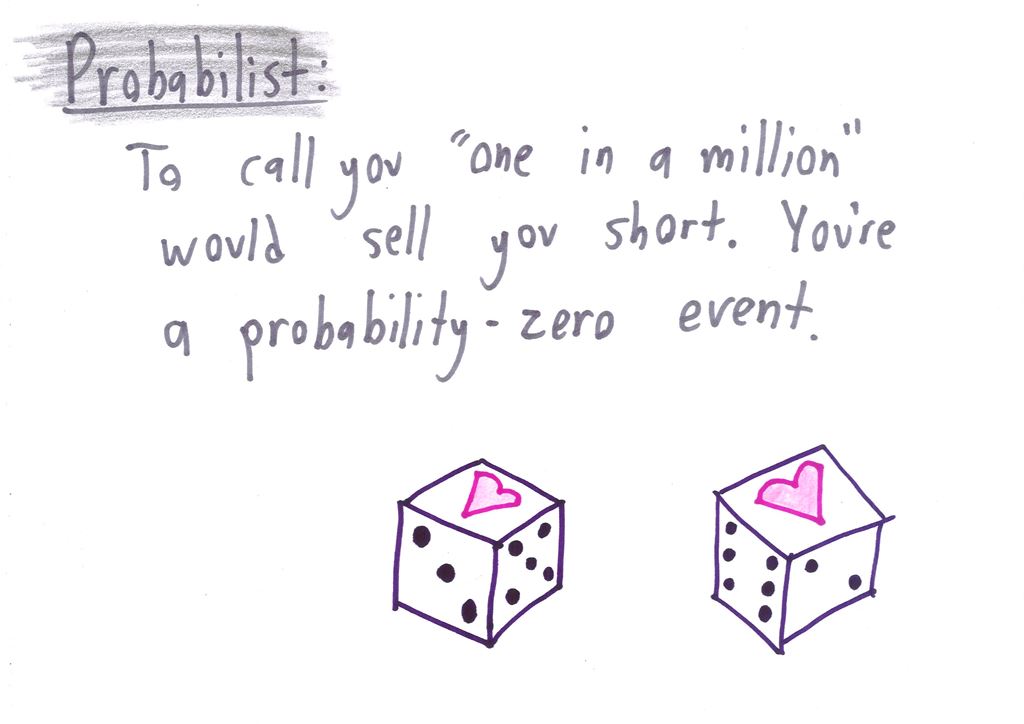 Probabilist:
To call you "one in a million"
would sell you short. You're
a probability-zero event.